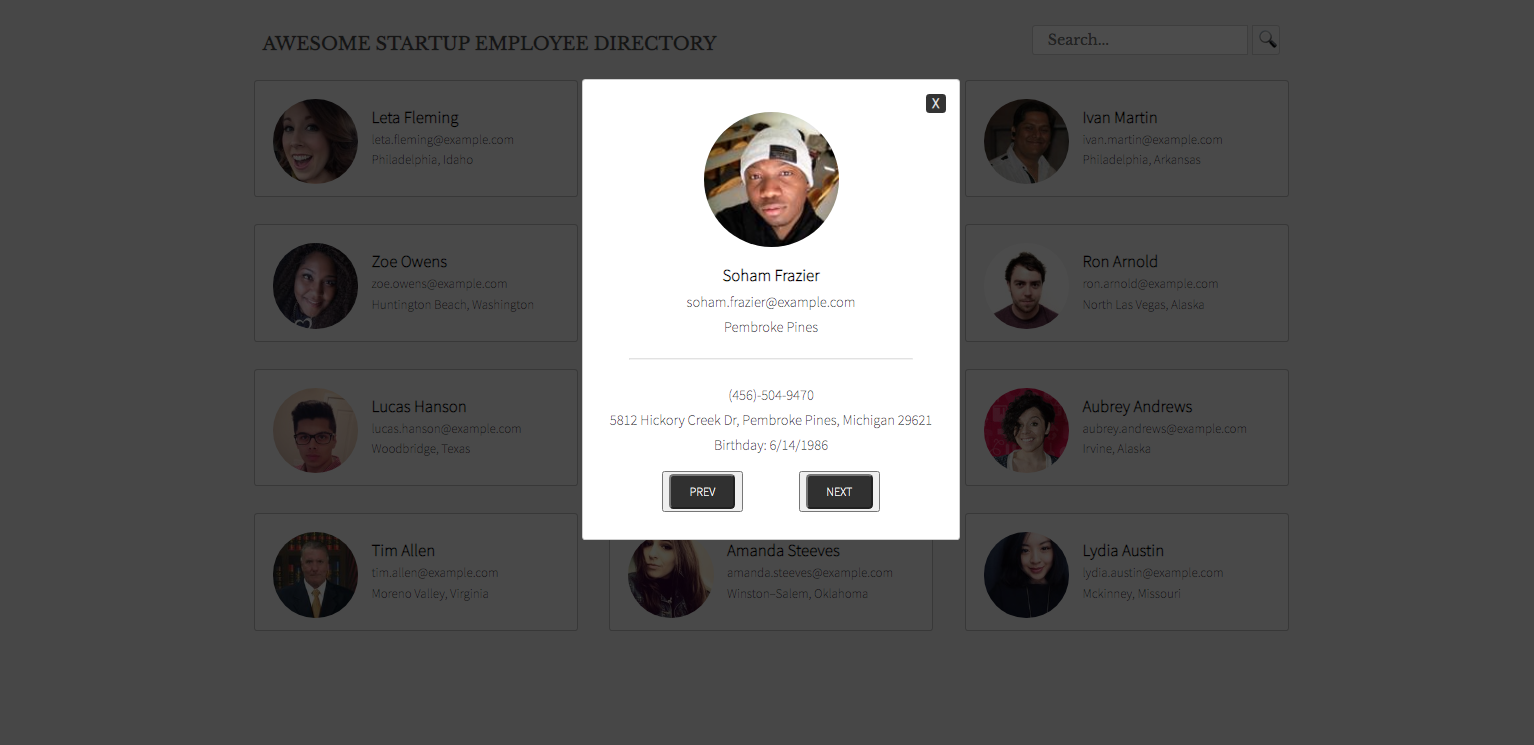 AWESOME STARTUP EMPLOYEE DIRECTORY
Search...
X
Leta Fleming
leta.fleming@example.com
Philadelphia, Idaho
Ivan Martin
ivan.martin@example.com
Philadelphia, Arkansas
Zoe Owens
zoe.owens@example.com
Huntington Beach, Washington
Soham Frazier
soham.frazier@example.com
Pembroke Pines
(456)-504-9470
5812 Hickory Creek Dr, Pembroke Pines, Michigan 29621
Birthday: 6/14/1986
PREV
NEXT
Ron Arnold
ron.arnold@example.com
North Las Vegas, Alaska
Lucas Hanson
lucas.hanson@example.com
Woodbridge, Texas
Aubrey Andrews
aubrey.andrews@example.com
Irvine, Alaska
Tim Allen
tim.allen@example.com
Moreno Valley, Virginia
Amanda Steeves
amanda.steeves@example.com
Winston–Salem, Oklahoma
Lydia Austin
lydia.austin@example.com
Mckinney, Missouri